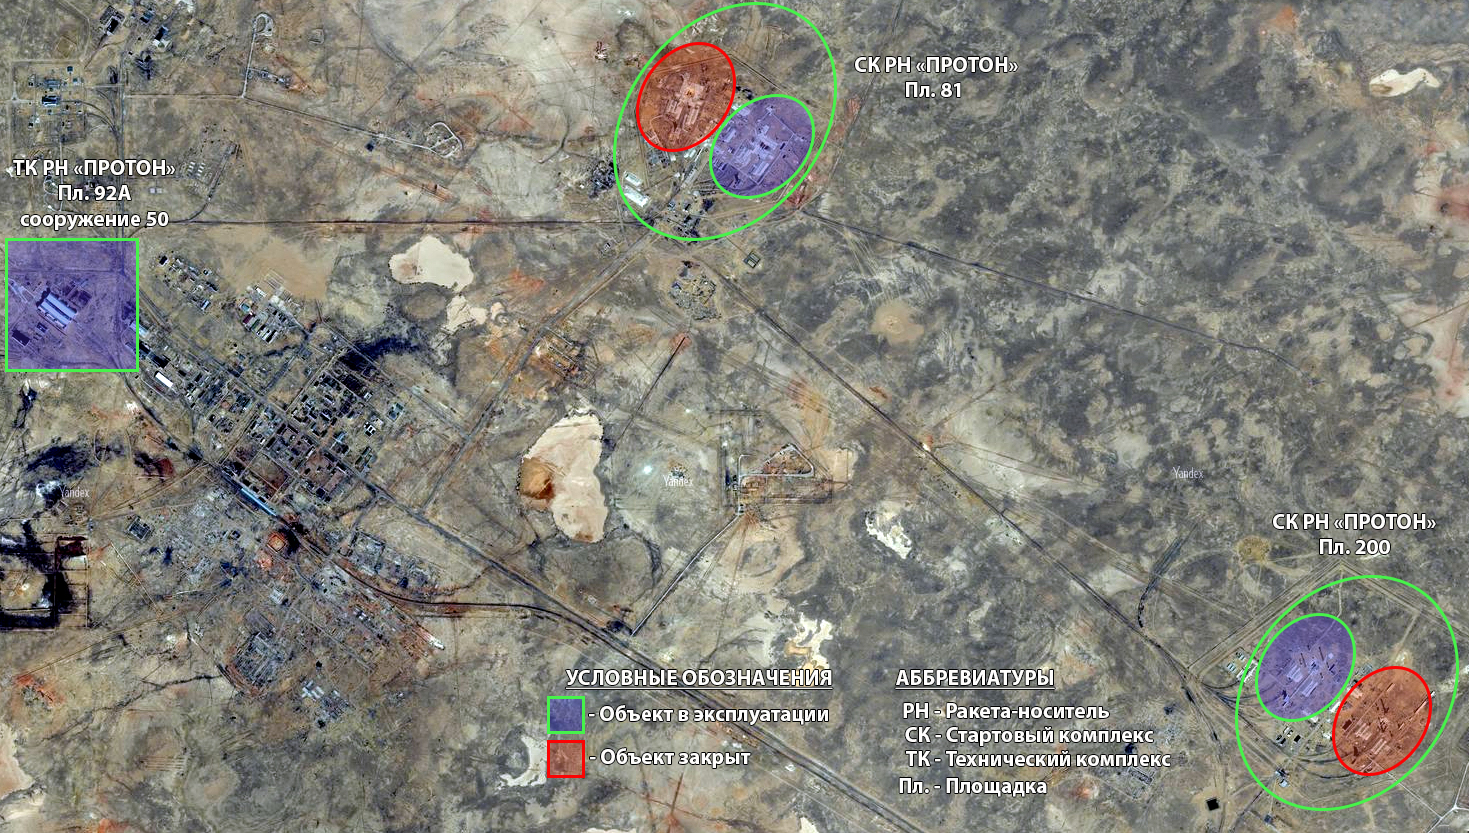 СК РН «ПРОТОН»
Пл. 81
ТК РН «ПРОТОН»
Пл. 92А
сооружение 50
Yandex
Yandex
Yandex
СК РН «ПРОТОН»
Пл. 200
УСЛОВНЫЕ ОБОЗНАЧЕНИЯ
- Объект в эксплуатации
- Объект закрыт
АББРЕВИАТУРЫ
РН - Ракета-носитель
СК - Стартовый комплекс
ТК - Технический комплекс
Пл. - Площадка